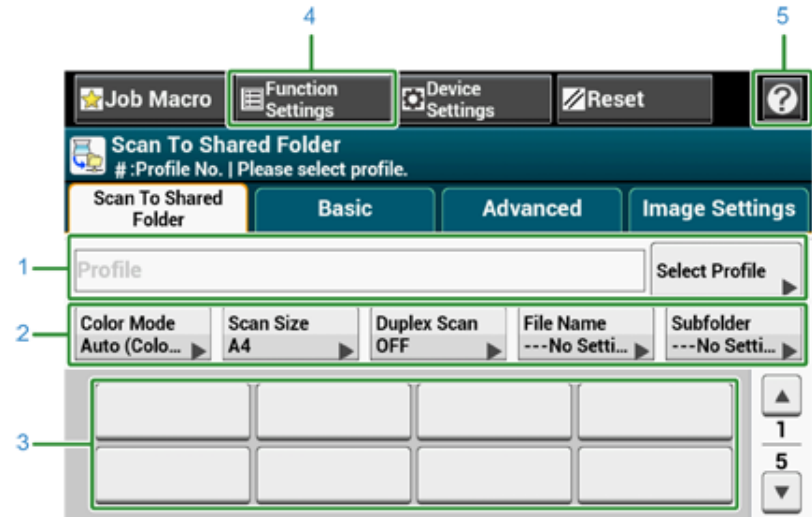 4 5
Job Macro Function Settings Device Settings Reset ?
Scan To Shared Folder
# :Profile No. | Please select profile.
Scan To Shared Folder Basic Advanced Image Settings
1 Profile Select Profile
2 Color Mode Scan Size Duplex Scan File Name Subfolder
Auto (Colo... A4 OFF ---No Setti... ---No Setti...
3
1
5